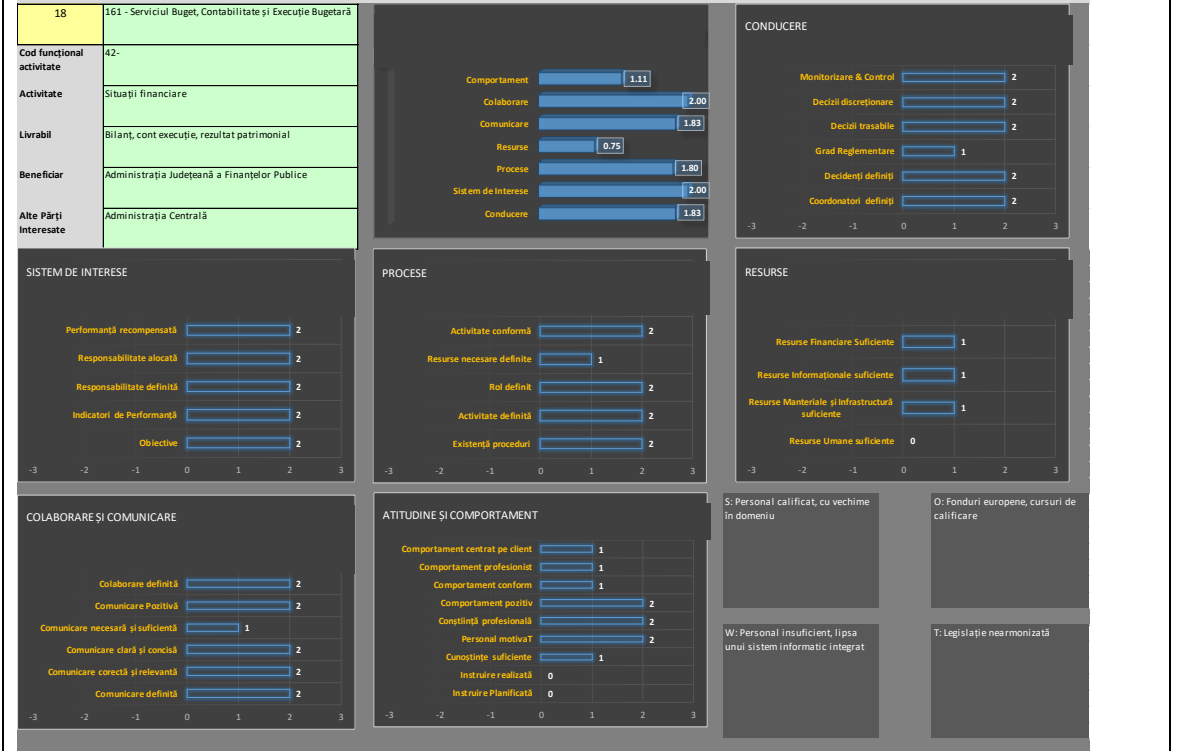 18
161 - Serviciul Buget, Contabilitate și Execuție Bugetară
Cod funcțional
activitate
42-
Activitate
Situații financiare
Livrabil
Bilanț, cont execuție, rezultat patrimonial
Beneficiar
Administrația Județeană a Finanțelor Publice
Alte Părți
Interesate
Administrația Centrală
Comportament 1.11
Colaborare 2.00
Comunicare 1.83
Resurse 0.75
Procese 1.80
Sistem de Interese 2.00
Conducere 1.83
CONDUCERE
Monitorizare & Control 2
Decizii discreționare 2
Decizii trasabile 2
Grad Reglementare 1
Decidenți definiți 2
Coordonatori definiți 2
-3 -2 -1 0 1 2 3
SISTEM DE INTERESE
Performanță recompensată 2
Responsabilitate alocată 2
Responsabilitate definită 2
Indicatori de Performanță 2
Obiective 2
-3 -2 -1 0 1 2 3
PROCESE
Activitate conformă 2
Resurse necesare definite 1
Rol definit 2
Activitate definită 2
Existență proceduri 2
-3 -2 -1 0 1 2 3
RESURSE
Resurse Financiare Suficiente 1
Resurse Informaționale suficiente 1
Resurse Manteriale și Infrastructură
suficiente 1
Resurse Umane suficiente 0
-3 -2 -1 0 1 2 3
COLABORARE ȘI COMUNICARE
Colaborare definită 2
Comunicare Pozitivă 2
Comunicare necesară și suficientă 1
Comunicare clară și concisă 2
Comunicare corectă și relevantă 2
Comunicare definită 2
-3 -2 -1 0 1 2 3
ATITUDINE ȘI COMPORTAMENT
Comportament centrat pe client 1
Comportament profesionist 1
Comportament conform 1
Comportament pozitiv 2
Conștiință profesională 2
Personal motivaT 2
Cunoștințe suficiente 1
Instruire realizată 0
Instruire Planificată 0
-3 -2 -1 0 1 2 3
S: Personal calificat, cu vechime
în domeniu
O: Fonduri europene, cursuri de
calificare
W: Personal insuficient, lipsa
unui sistem informatic integrat
T: Legislație nearmonizată